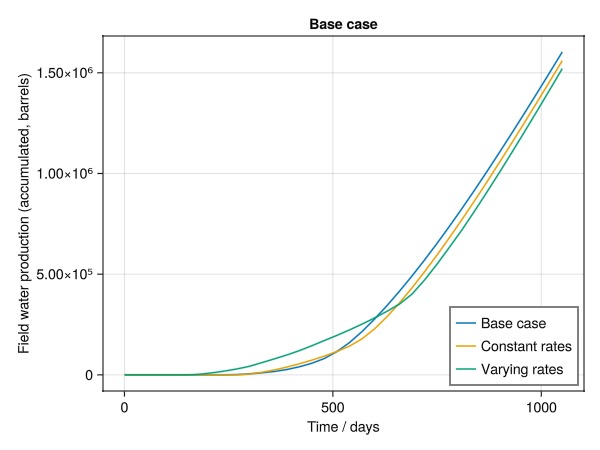 Base case
Field water production (accumulated, barrels)
1.50×10⁶
1.00×10⁶
5.00×10⁵
0
0 500 1000
Time / days
Base case
Constant rates
Varying rates